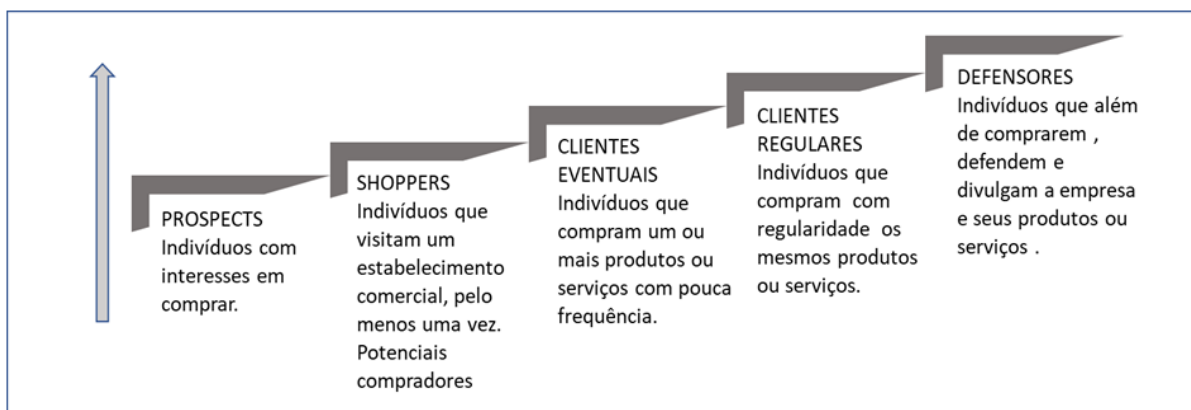 PROSPECTS
Indivíduos com
interesses em
comprar.
SHOPPERS
Indivíduos que
visitam um
estabelecimento
comercial, pelo
menos uma vez.
Potenciais
compradores
CLIENTES
EVENTUAIS
Indivíduos que
compram um ou
mais produtos ou
serviços com pouca
frequência.
CLIENTES
REGULARES
Indivíduos que
compram com
regularidade os
mesmos produtos
ou serviços.
DEFENSORES
Indivíduos que além
de comprarem ,
defendem e
divulgam a empresa
e seus produtos ou
serviços .